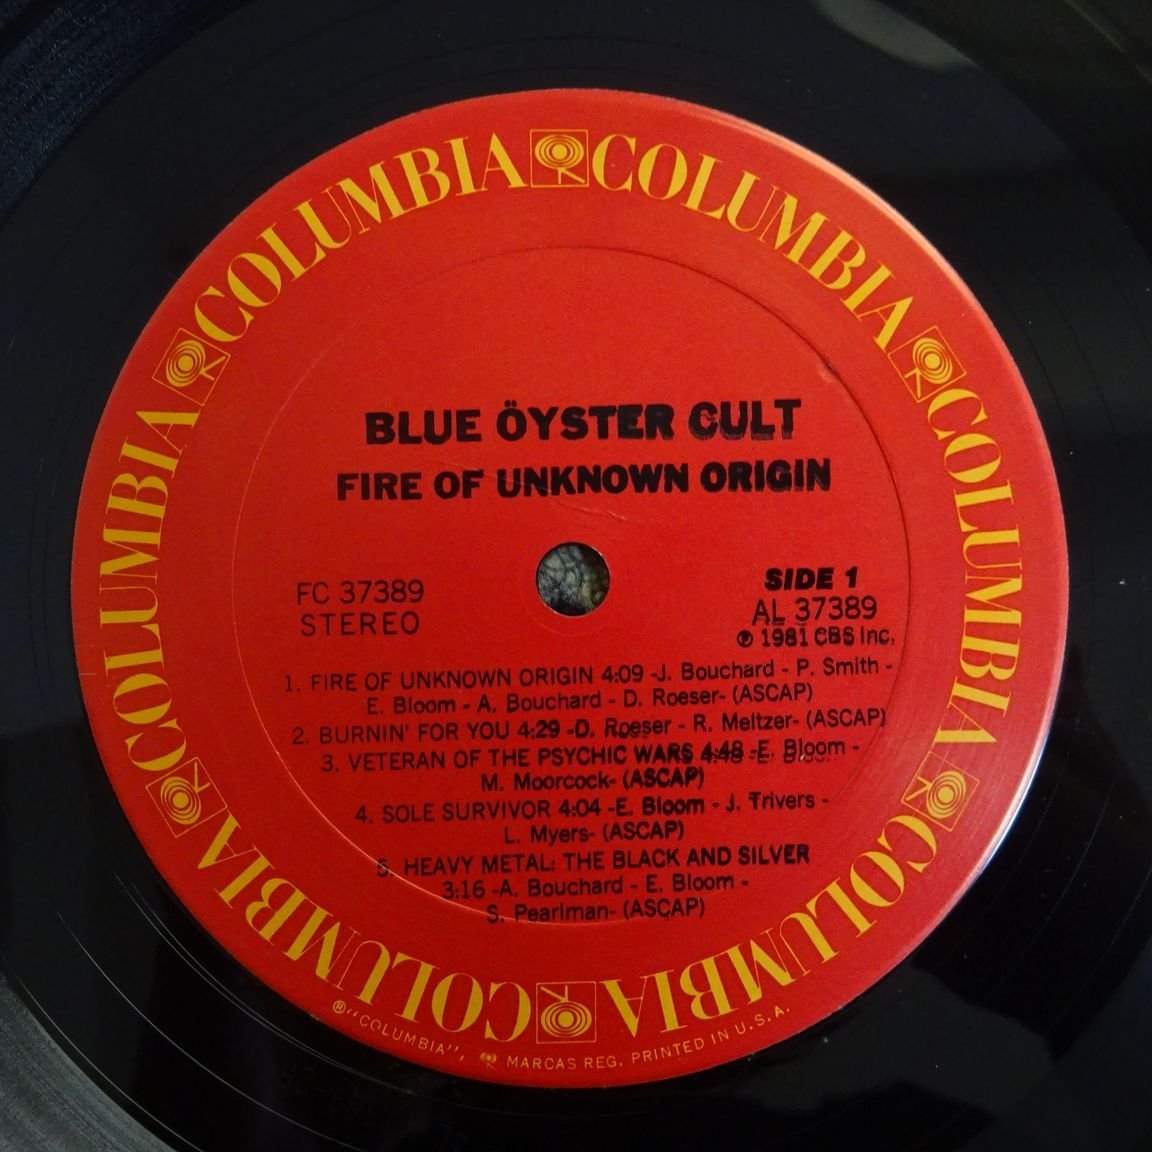 COLUMBIA COLUMBIA COLUMBIA COLUMBIA COLUMBIA COLUMBIA
BLUE ÖYSTER CULT
FIRE OF UNKNOWN ORIGIN
FC 37389
STEREO
SIDE 1
AL 37389
℗ 1981 CBS Inc.
1. FIRE OF UNKNOWN ORIGIN 4:09 -J. Bouchard - P. Smith -
E. Bloom - A. Bouchard - D. Roeser- (ASCAP)
2. BURNIN' FOR YOU 4:29 -D. Roeser - R. Meltzer- (ASCAP)
3. VETERAN OF THE PSYCHIC WARS 4:48 -E. Bloom -
M. Moorcock- (ASCAP)
4. SOLE SURVIVOR 4:04 -E. Bloom - J. Trivers -
L. Myers- (ASCAP)
5. HEAVY METAL: THE BLACK AND SILVER
3:16 -A. Bouchard - E. Bloom -
S. Pearlman- (ASCAP)
® "COLUMBIA", MARCAS REG. PRINTED IN U.S.A.